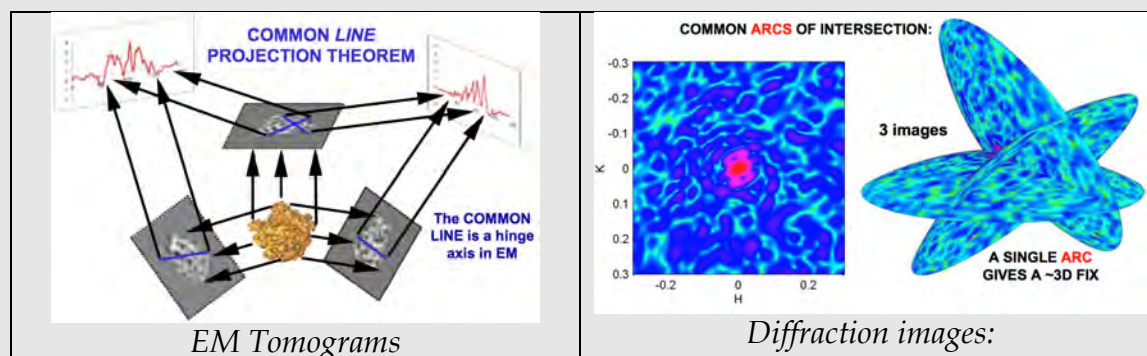 COMMON LINE
PROJECTION THEOREM
The COMMON
LINE is a hinge
axis in EM
EM Tomograms
COMMON ARCS OF INTERSECTION:
-0.3
-0.2
-0.1
0
0.1
0.2
0.3
K
-0.2
0
0.2
H
3 images
A SINGLE ARC
GIVES A ~3D FIX
Diffraction images: